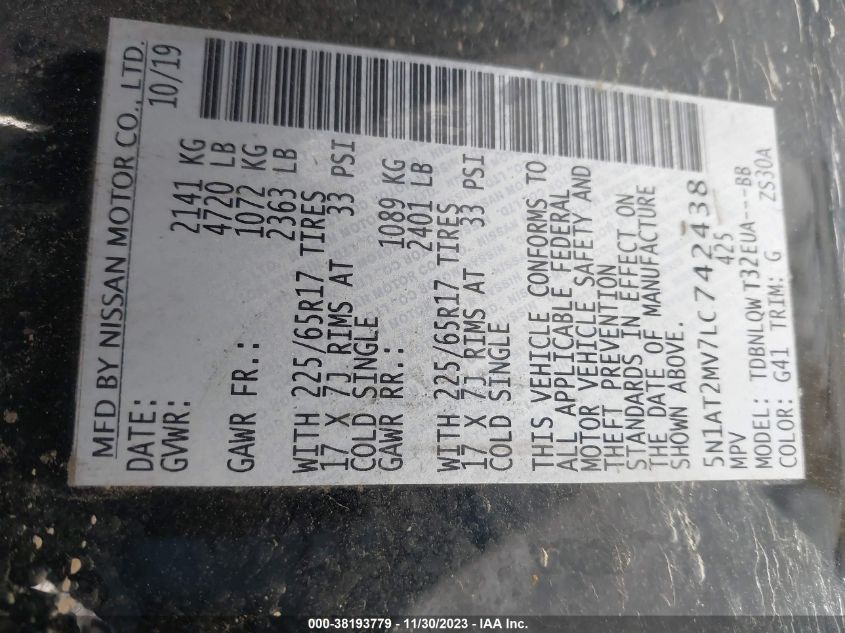 MFD BY NISSAN MOTOR CO., LTD.
DATE: 10/19
GVWR: 2141 KG
4720 LB
GAWR FR.: 1072 KG
2363 LB
WITH 225/65R17 TIRES
17 X 7J RIMS AT 33 PSI
COLD SINGLE
GAWR RR.: 1089 KG
2401 LB
WITH 225/65R17 TIRES
17 X 7J RIMS AT 33 PSI
COLD SINGLE
THIS VEHICLE CONFORMS TO
ALL APPLICABLE FEDERAL
MOTOR VEHICLE SAFETY AND
THEFT PREVENTION
STANDARDS IN EFFECT ON
THE DATE OF MANUFACTURE
SHOWN ABOVE.
5N1AT2MV7LC742438
MPV 425
MODEL: TDBNLQWT32EUA---BB
COLOR: G41 TRIM: G ZS30A
000-38193779 - 11/30/2023 - IAA Inc.